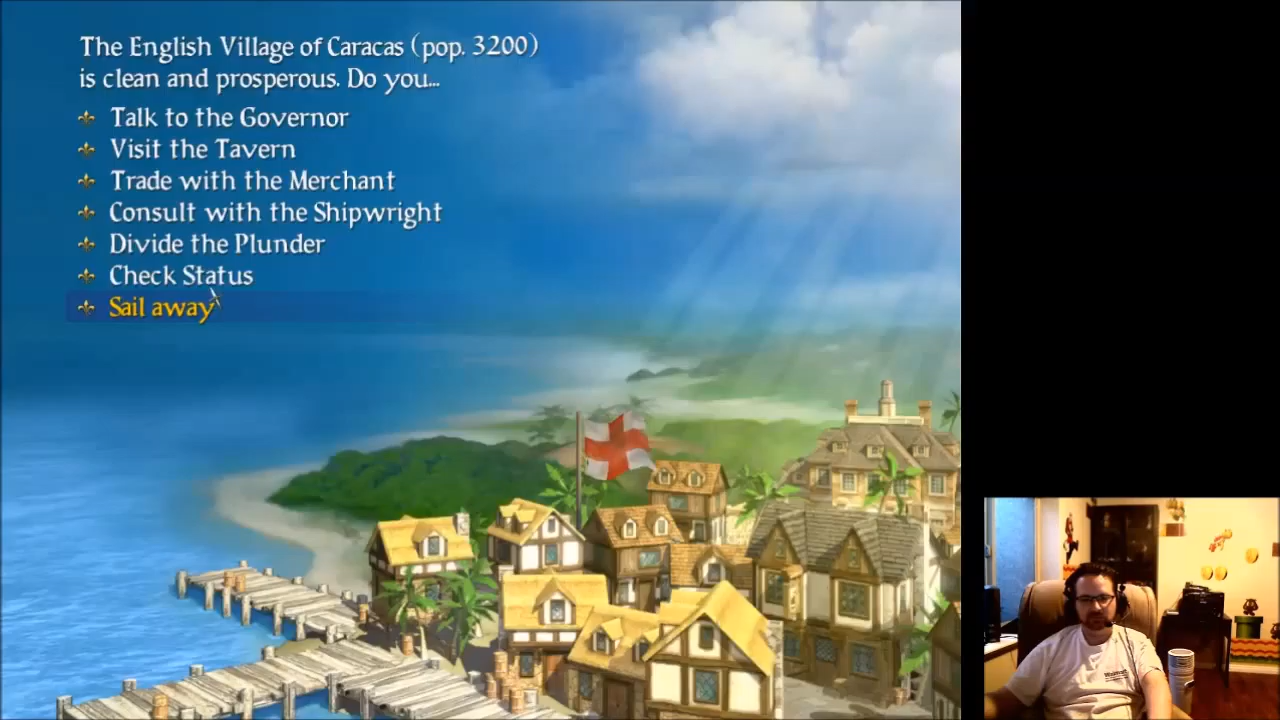 The English Village of Caracas (pop. 3200)
is clean and prosperous. Do you...
Talk to the Governor
Visit the Tavern
Trade with the Merchant
Consult with the Shipwright
Divide the Plunder
Check Status
Sail away